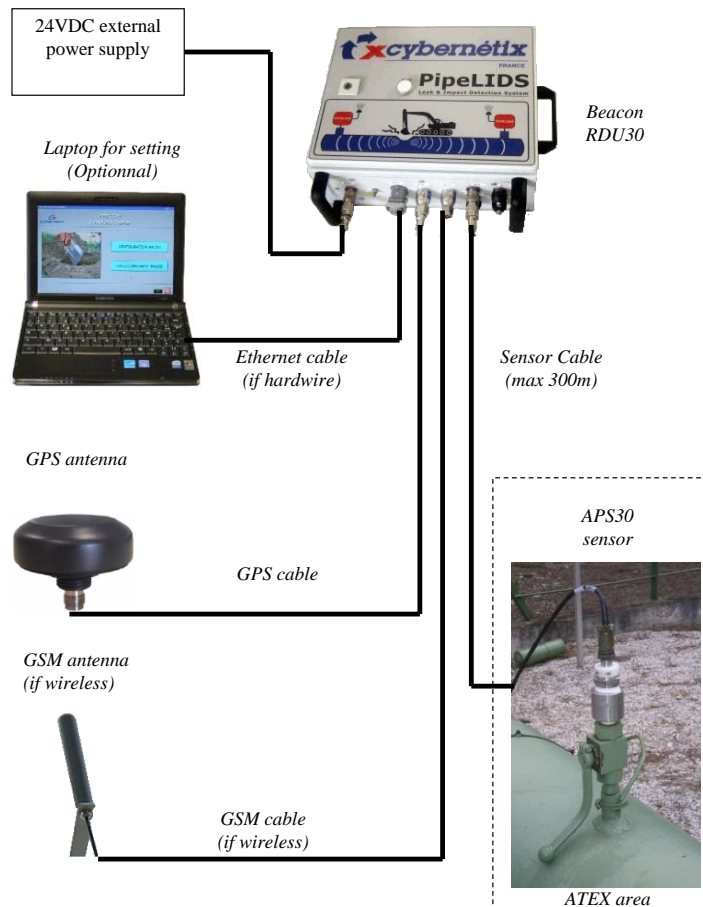 24VDC external
power supply
cybernétix
FRANCE
PipeLIDS
Leak & Impact Detection System
Beacon
RDU30
Laptop for setting
(Optionnal)
Ethernet cable
(if hardwire)
Sensor Cable
(max 300m)
GPS antenna
APS30
sensor
GPS cable
GSM antenna
(if wireless)
GSM cable
(if wireless)
ATEX area